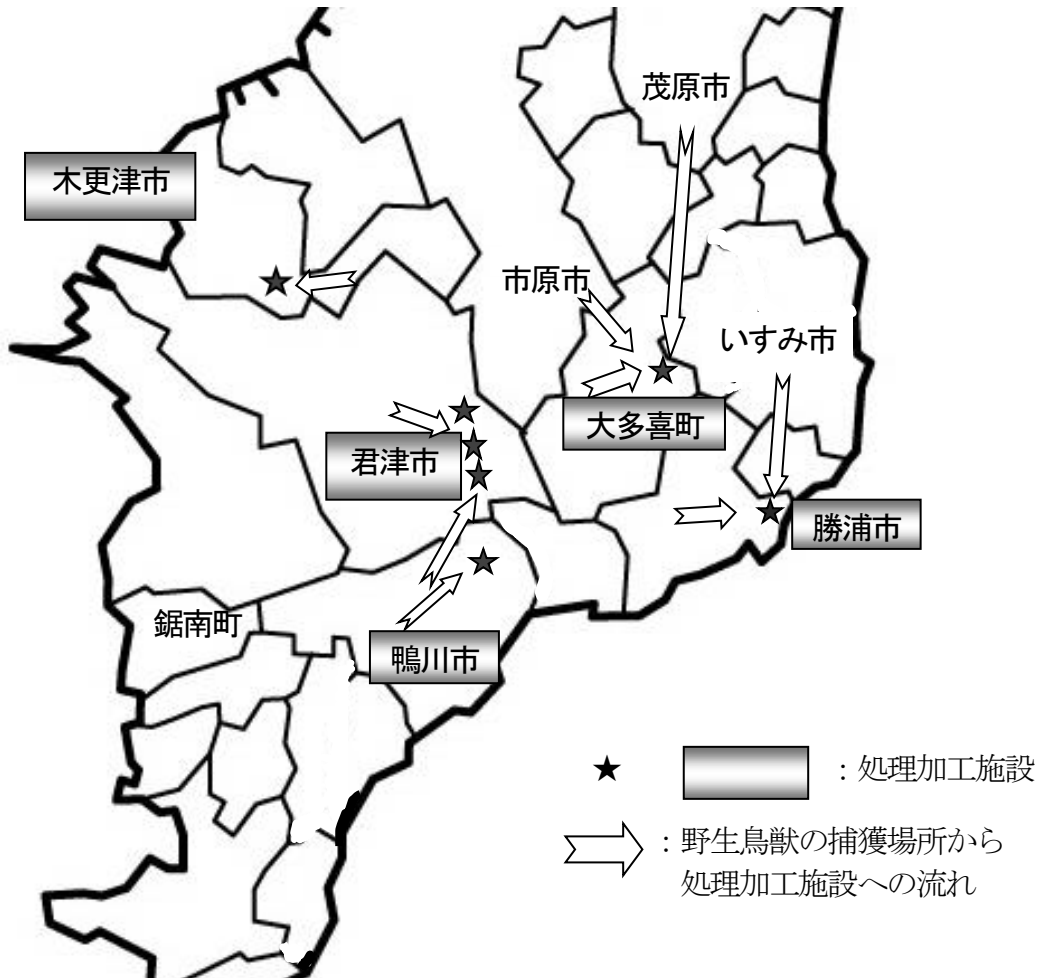 茂原市
木更津市
市原市
いすみ市
大多喜町
君津市
勝浦市
鋸南町
鴨川市
：処理加工施設
：野生鳥獣の捕獲場所から
処理加工施設への流れ